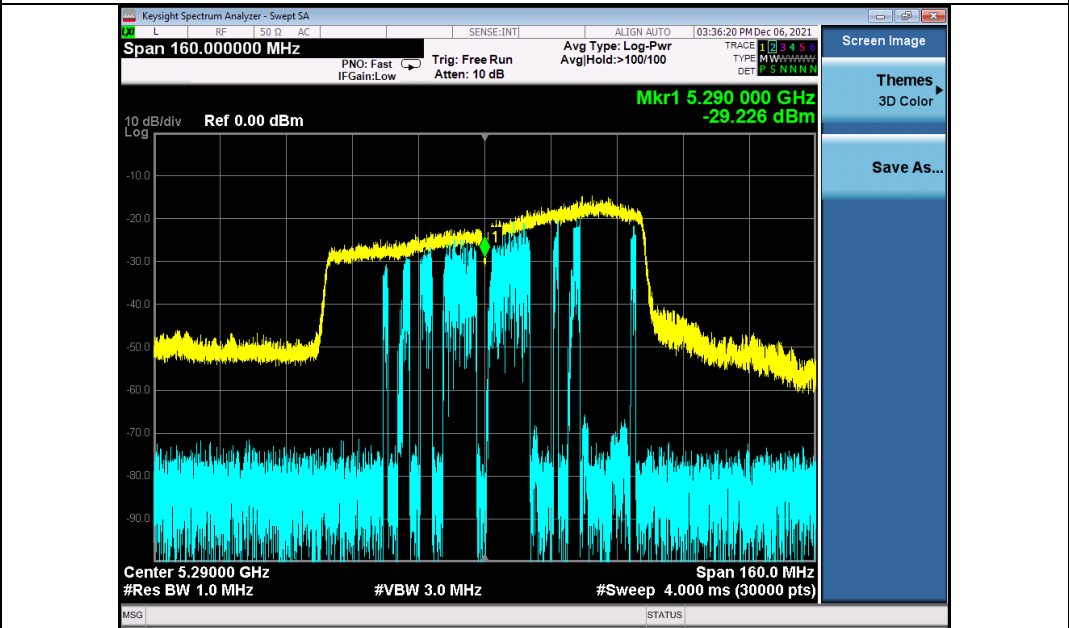 Keysight Spectrum Analyzer - Swept SA
LXI L RF 50 Ω AC SENSE:INT ALIGN AUTO 03:36:20 PM Dec 06, 2021
Span 160.000000 MHz
PNO: Fast
IFGain:Low
Trig: Free Run
Atten: 10 dB
Avg Type: Log-Pwr
Avg|Hold:>100/100
TRACE 1 2 3 4 5 6
TYPE M W W W W W
DET P S N N N N
Mkr1 5.290 000 GHz
-29.226 dBm
10 dB/div Ref 0.00 dBm
Log
-10.0
-20.0
-30.0
-40.0
-50.0
-60.0
-70.0
-80.0
-90.0
1
Center 5.29000 GHz Span 160.0 MHz
#Res BW 1.0 MHz #VBW 3.0 MHz #Sweep 4.000 ms (30000 pts)
MSG STATUS
Screen Image
Themes
3D Color
Save As...